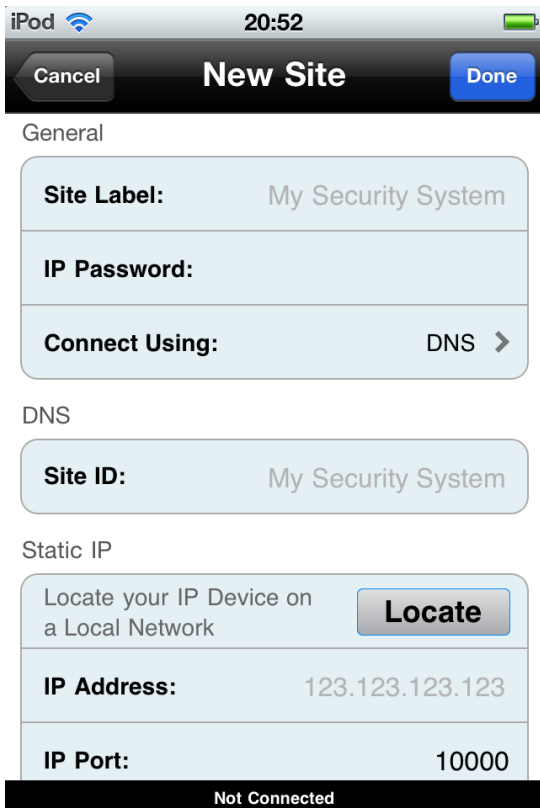 iPod 20:52
Cancel New Site Done
General
Site Label: My Security System
IP Password:
Connect Using: DNS
DNS
Site ID: My Security System
Static IP
Locate your IP Device on
a Local Network
Locate
IP Address: 123.123.123.123
IP Port: 10000
Not Connected